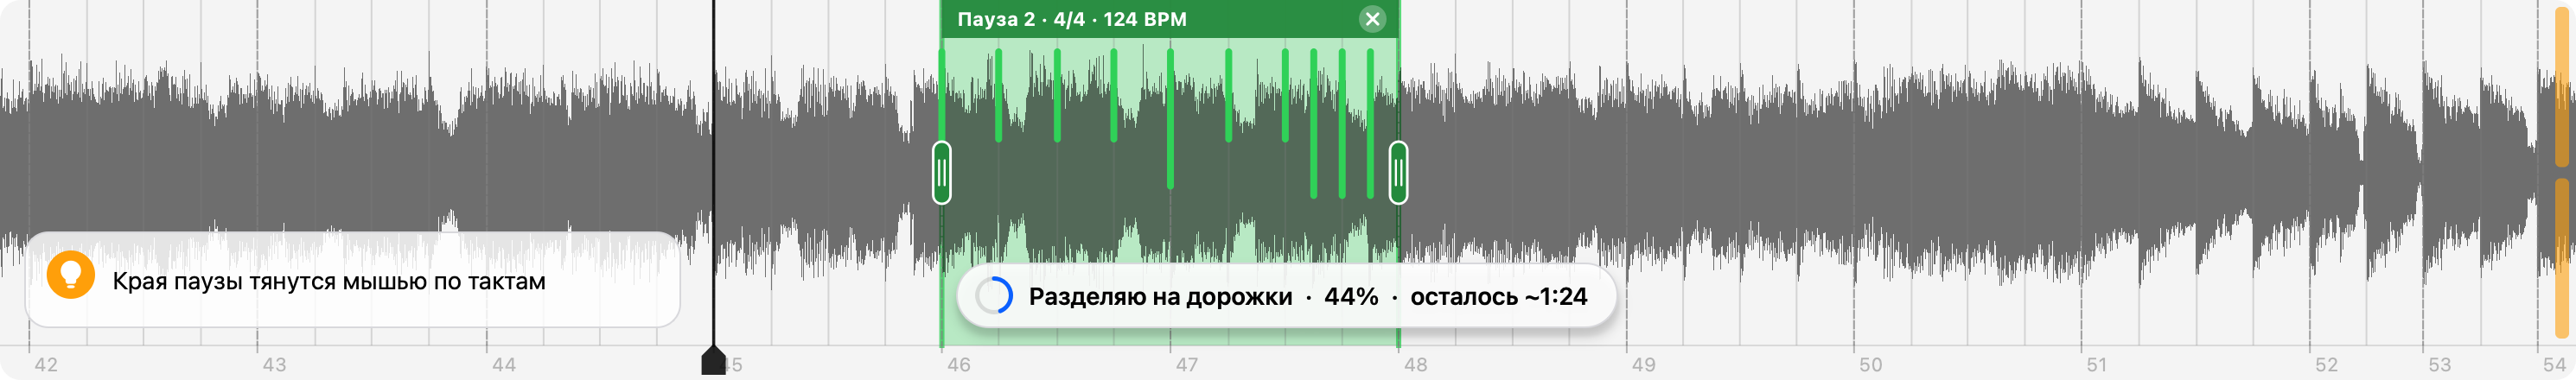 Пауза 2 · 4/4 · 124 BPM
Края паузы тянутся мышью по тактам
Разделяю на дорожки · 44% · осталось ~1:24
42 43 44 45 46 47 48 49 50 51 52 53 54